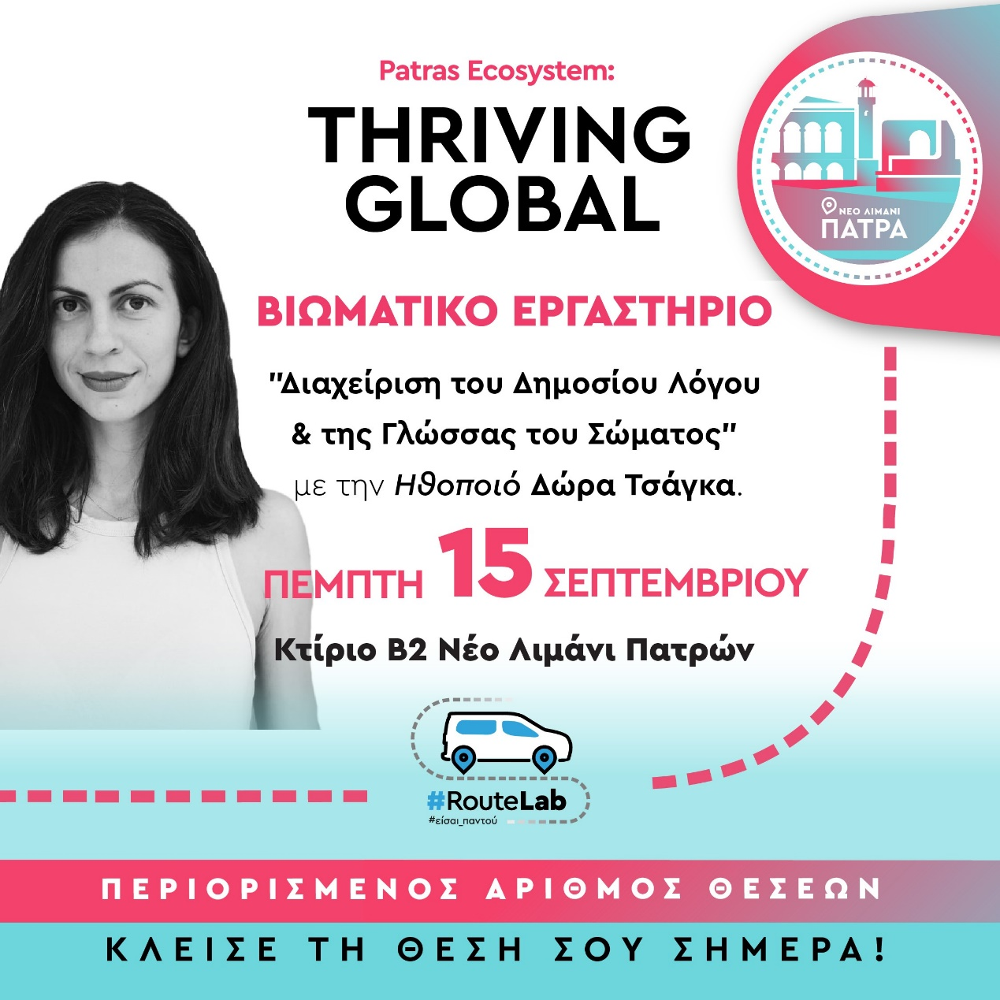 Patras Ecosystem:
THRIVING
GLOBAL
ΝΕΟ ΛΙΜΑΝΙ
ΠΑΤΡΑ
ΒΙΩΜΑΤΙΚΟ ΕΡΓΑΣΤΗΡΙΟ
"Διαχείριση του Δημοσίου Λόγου
& της Γλώσσας του Σώματος"
με την Ηθοποιό Δώρα Τσάγκα.
ΠΕΜΠΤΗ 15 ΣΕΠΤΕΜΒΡΙΟΥ
Κτίριο Β2 Νέο Λιμάνι Πατρών
#RouteLab
#είσαι_παντού
ΠΕΡΙΟΡΙΣΜΕΝΟΣ ΑΡΙΘΜΟΣ ΘΕΣΕΩΝ
ΚΛΕΙΣΕ ΤΗ ΘΕΣΗ ΣΟΥ ΣΗΜΕΡΑ!